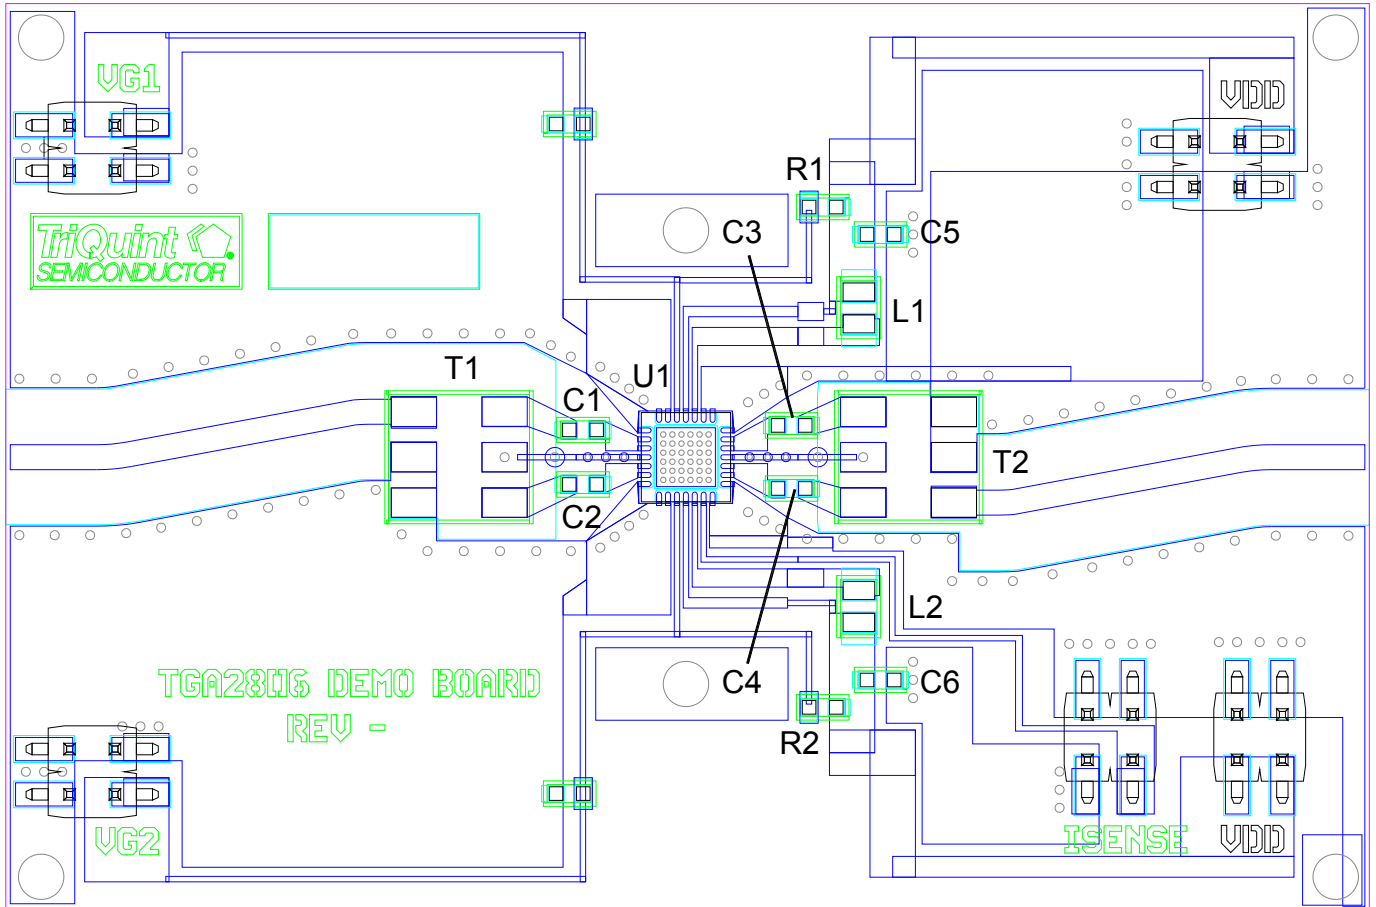 VG1
VDD
R1
TriQuint
SEMICONDUCTOR
C3
C5
L1
T1
U1
C1
T2
C2
L2
TGA2806 DEMO BOARD
REV -
C4
C6
R2
VG2
ISENSE
VDD